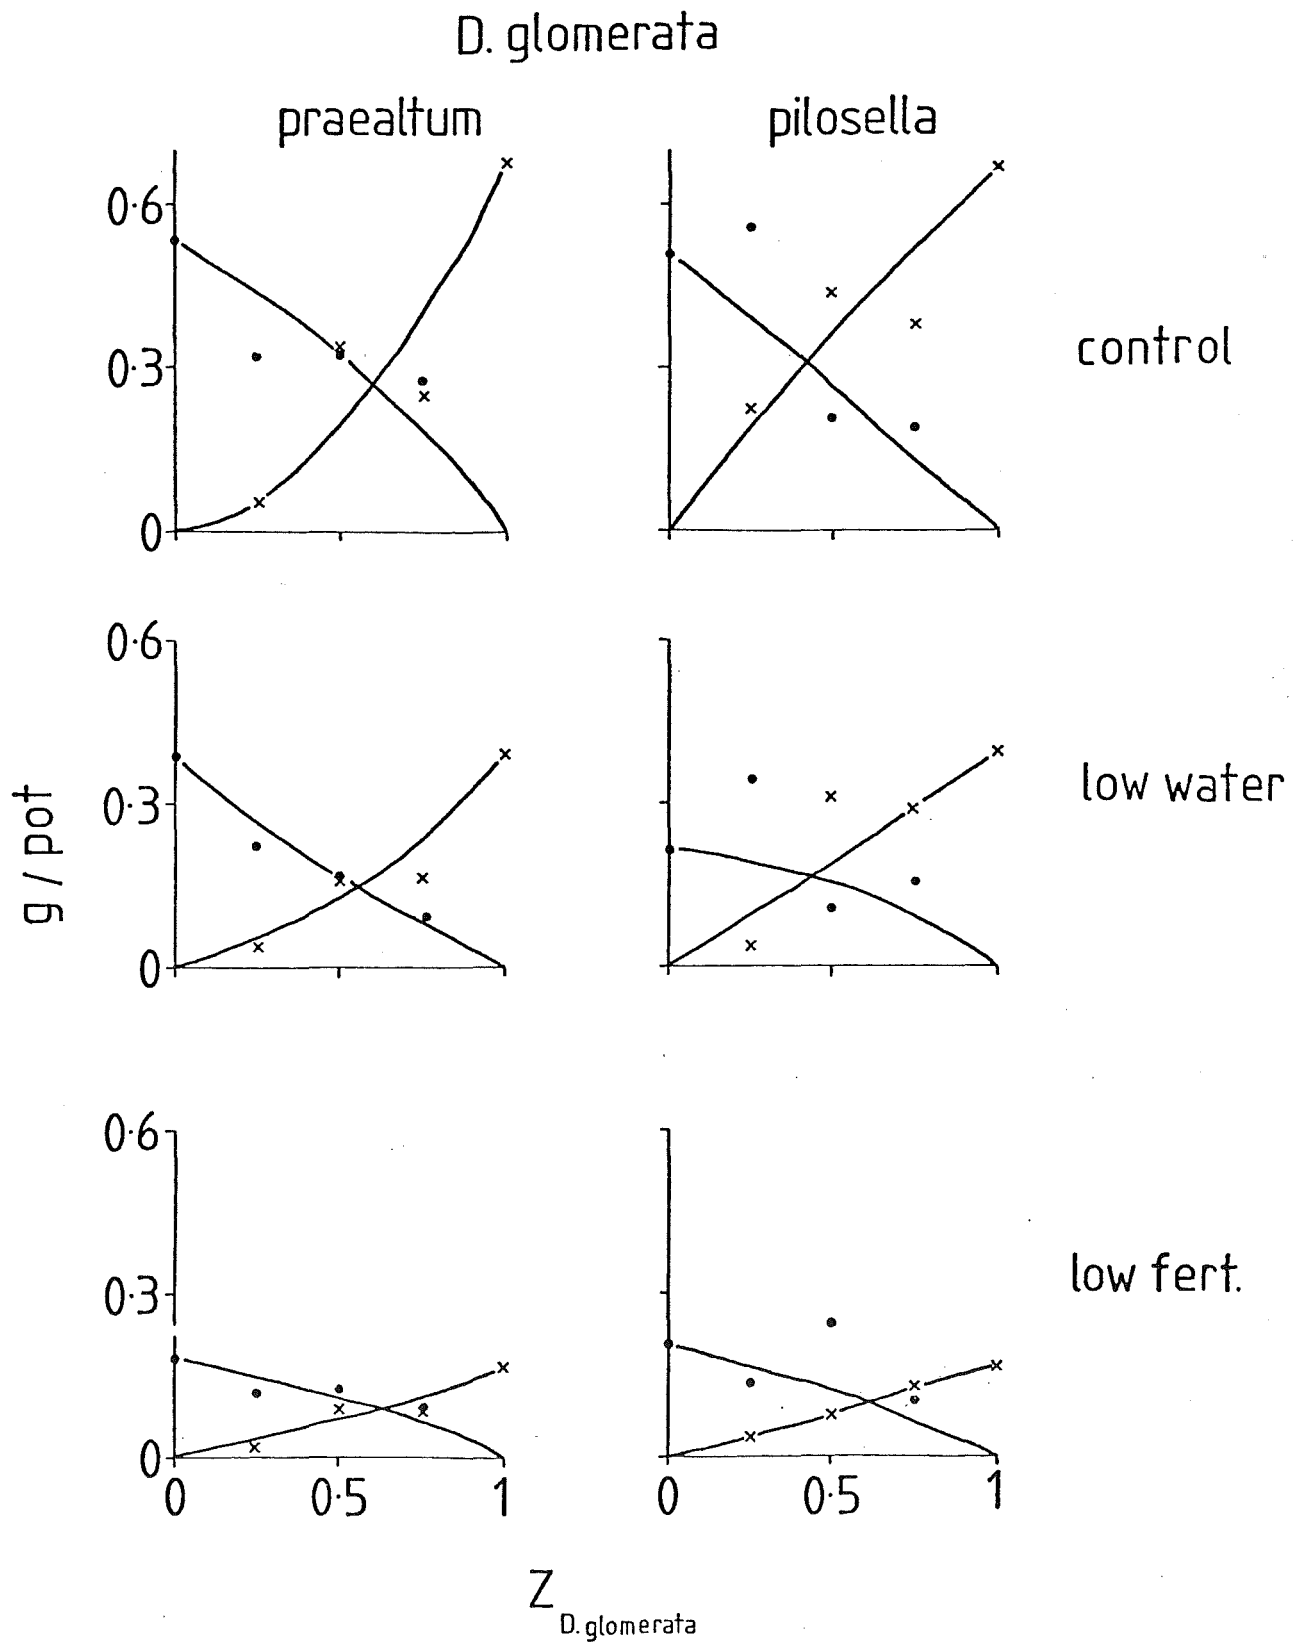 D. glomerata
praealtum pilosella
0.6
0.3
0
control
0.6
0.3
0
low water
g / pot
0.6
0.3
0
low fert.
0 0.5 1 0 0.5 1
Z D. glomerata